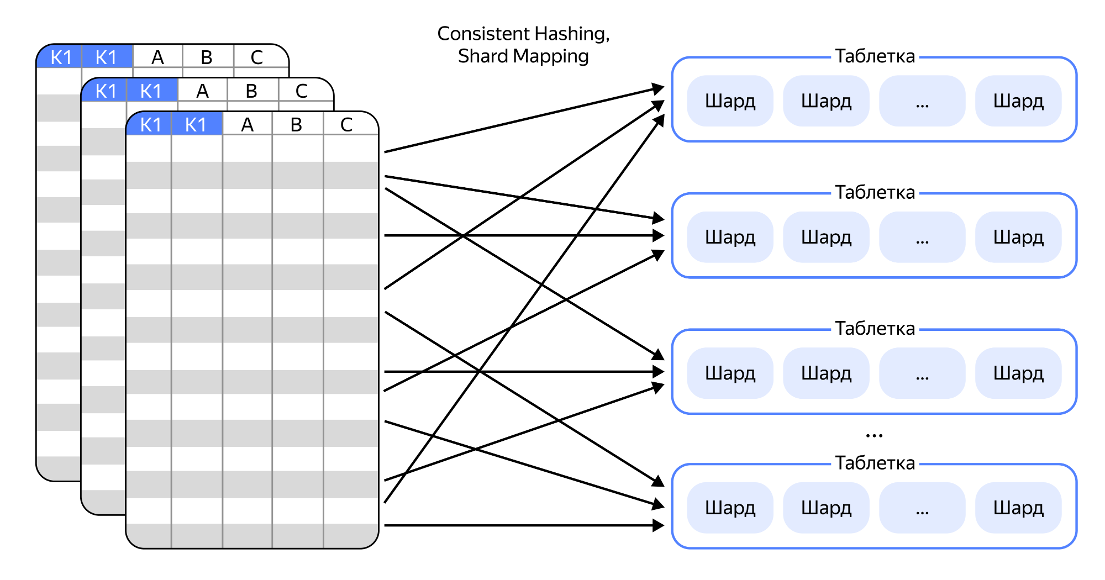 Consistent Hashing,
Shard Mapping
K1 K1 A B C
K1 K1 A B C
K1 K1 A B C
Таблетка
Шард Шард ... Шард
Таблетка
Шард Шард ... Шард
Таблетка
Шард Шард ... Шард
...
Таблетка
Шард Шард ... Шард